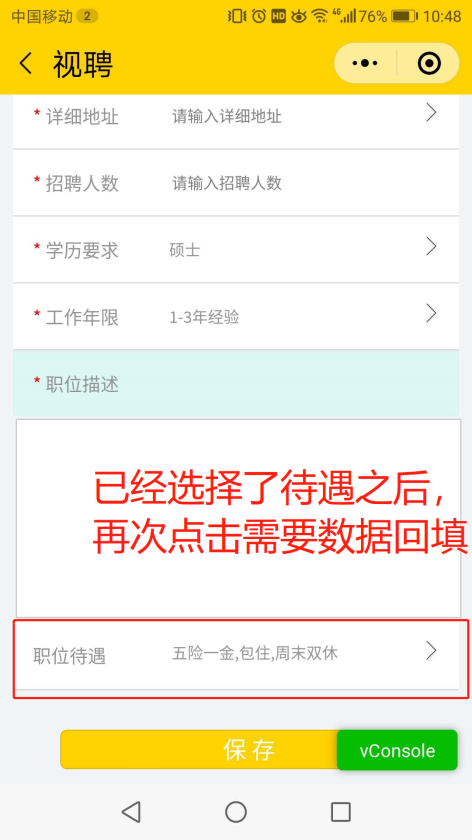 中国移动 2 HD 4G 76% 10:48
视聘
* 详细地址 请输入详细地址
* 招聘人数 请输入招聘人数
* 学历要求 硕士
* 工作年限 1-3年经验
* 职位描述
已经选择了待遇之后，
再次点击需要数据回填
职位待遇 五险一金,包住,周末双休
保存 vConsole